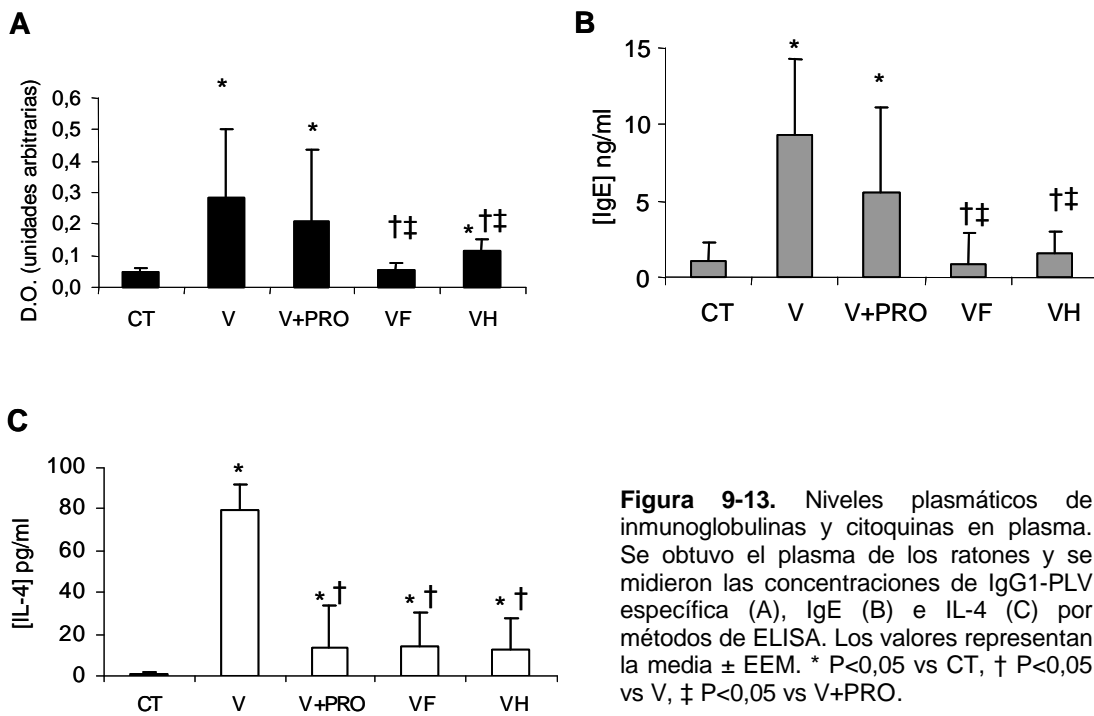 A
D.O. (unidades arbitrarias)
0,6
0,5
0,4
0,3
0,2
0,1
0,0
*
*
†‡
* †‡
CT V V+PRO VF VH
B
[IgE] ng/ml
15
10
5
0
*
*
†‡
†‡
CT V V+PRO VF VH
C
[IL-4] pg/ml
100
80
60
40
20
0
*
* †
* †
* †
CT V V+PRO VF VH
Figura 9-13. Niveles plasmáticos de
inmunoglobulinas y citoquinas en plasma.
Se obtuvo el plasma de los ratones y se
midieron las concentraciones de IgG1-PLV
específica (A), IgE (B) e IL-4 (C) por
métodos de ELISA. Los valores representan
la media ± EEM. * P<0,05 vs CT, † P<0,05
vs V, ‡ P<0,05 vs V+PRO.